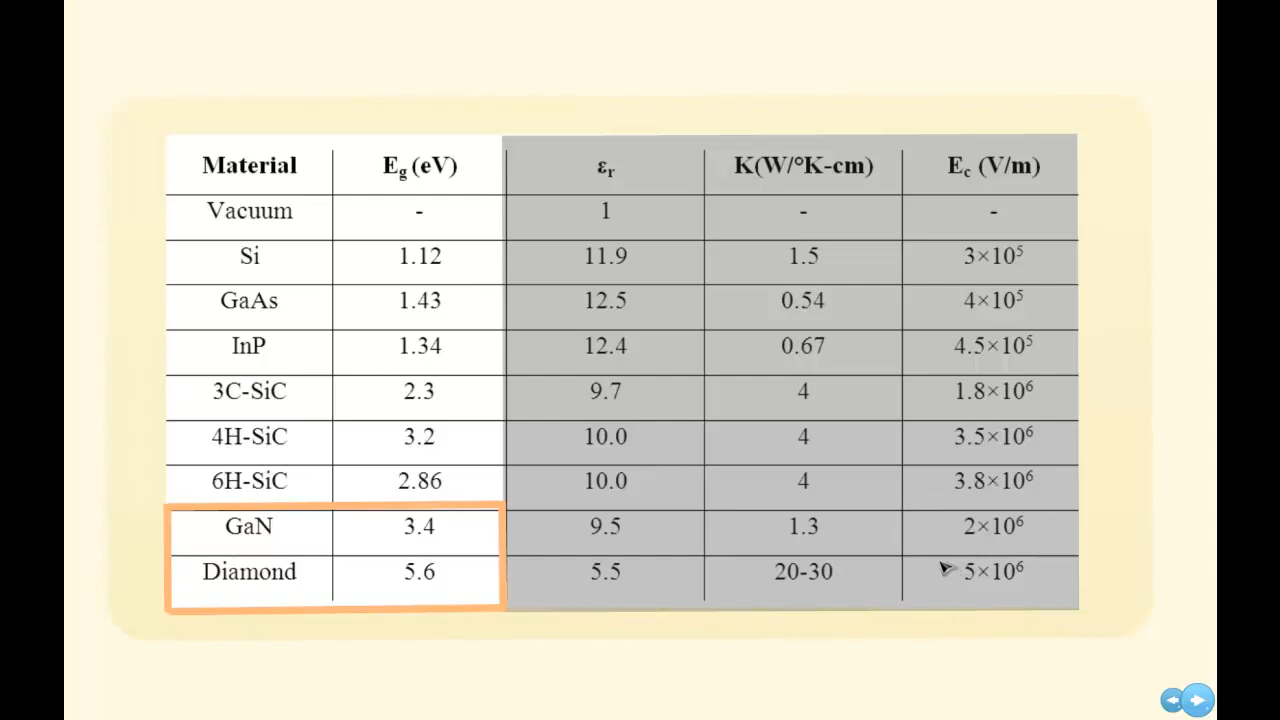 Material E₉ (eV) εᵣ K(W/°K-cm) E꜀ (V/m)
Vacuum - 1 - -
Si 1.12 11.9 1.5 3×10⁵
GaAs 1.43 12.5 0.54 4×10⁵
InP 1.34 12.4 0.67 4.5×10⁵
3C-SiC 2.3 9.7 4 1.8×10⁶
4H-SiC 3.2 10.0 4 3.5×10⁶
6H-SiC 2.86 10.0 4 3.8×10⁶
GaN 3.4 9.5 1.3 2×10⁶
Diamond 5.6 5.5 20-30 5×10⁶